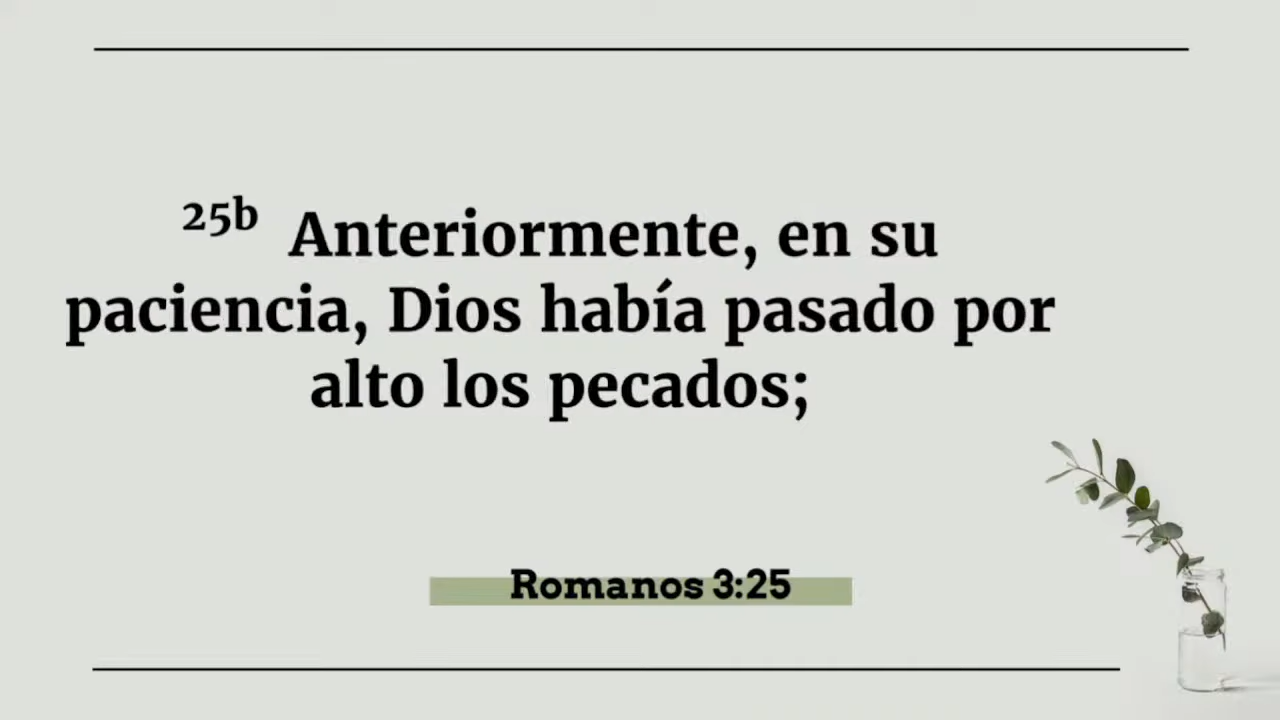 25b Anteriormente, en su
paciencia, Dios había pasado por
alto los pecados;
Romanos 3:25